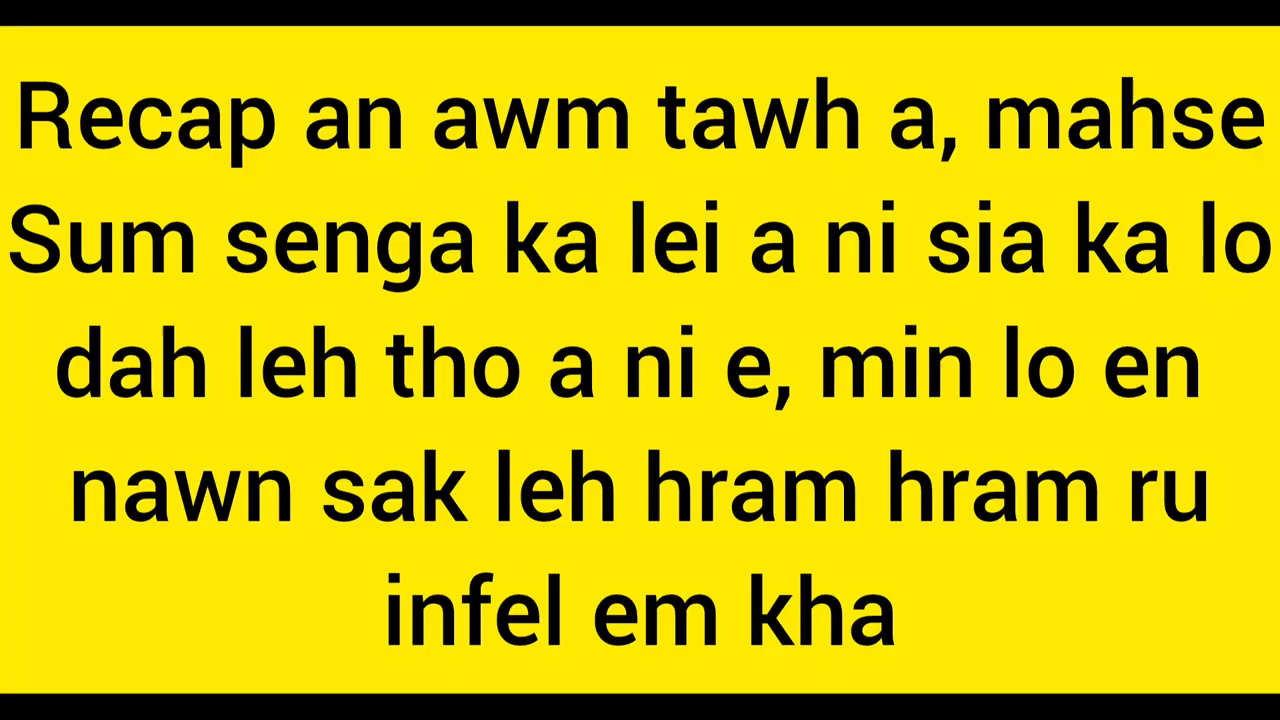 Recap an awm tawh a, mahse
Sum senga ka lei a ni sia ka lo
dah leh tho a ni e, min lo en
nawn sak leh hram hram ru
infel em kha